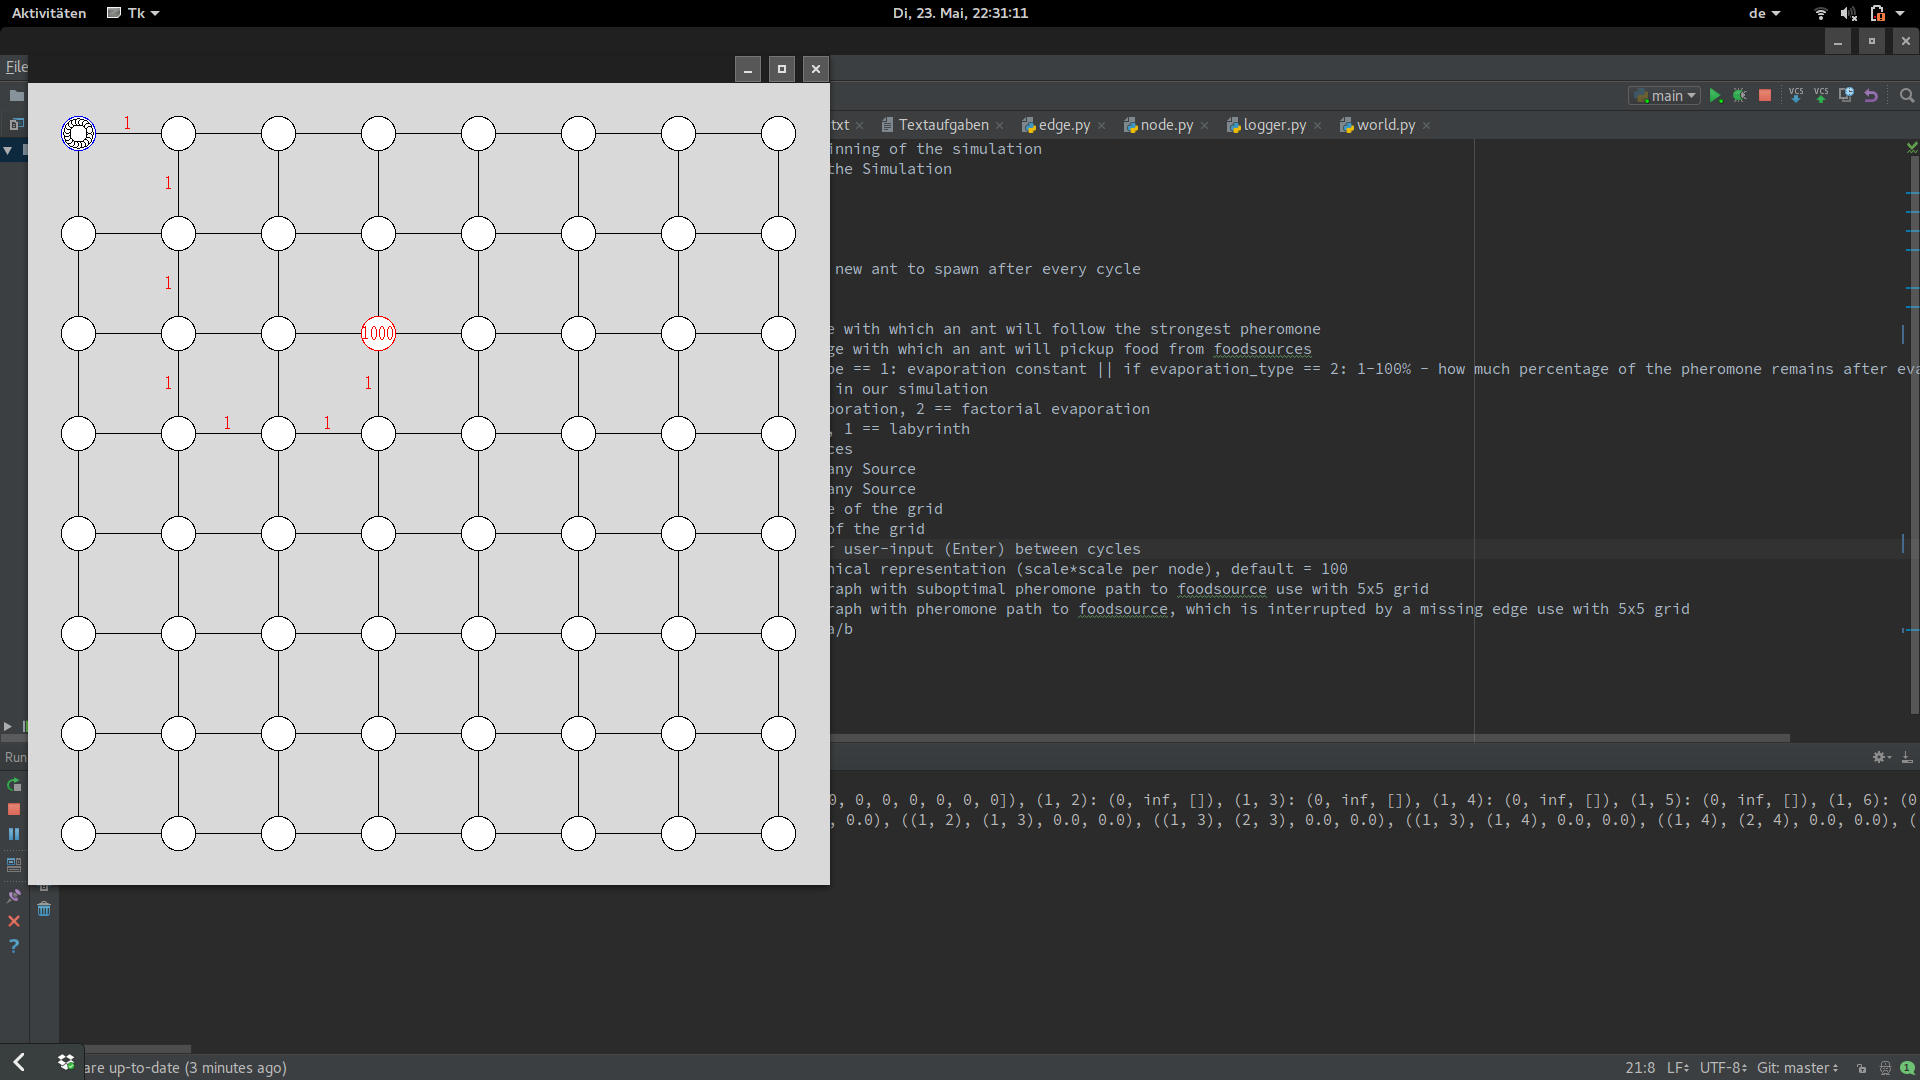 Aktivitäten
Tk
Di, 23. Mai, 22:31:11
de
File
main
VCS
VCS
txt
Textaufgaben
edge.py
node.py
logger.py
world.py
inning of the simulation
the Simulation
new ant to spawn after every cycle
e with which an ant will follow the strongest pheromone
ge with which an ant will pickup food from foodsources
pe == 1: evaporation constant || if evaporation_type == 2: 1-100% - how much percentage of the pheromone remains after eva
in our simulation
poration, 2 == factorial evaporation
, 1 == labyrinth
ces
any Source
any Source
e of the grid
of the grid
r user-input (Enter) between cycles
nical representation (scale*scale per node), default = 100
raph with suboptimal pheromone path to foodsource use with 5x5 grid
raph with pheromone path to foodsource, which is interrupted by a missing edge use with 5x5 grid
a/b
1
1
1
1000
1
1
1
1
Run
0, 0, 0, 0, 0, 0, 0]), (1, 2): (0, inf, []), (1, 3): (0, inf, []), (1, 4): (0, inf, []), (1, 5): (0, inf, []), (1, 6): (0
, 0.0), ((1, 2), (1, 3), 0.0, 0.0), ((1, 3), (2, 3), 0.0, 0.0), ((1, 3), (1, 4), 0.0, 0.0), ((1, 4), (2, 4), 0.0, 0.0), (
are up-to-date (3 minutes ago)
21:8
LF
UTF-8
Git: master
1